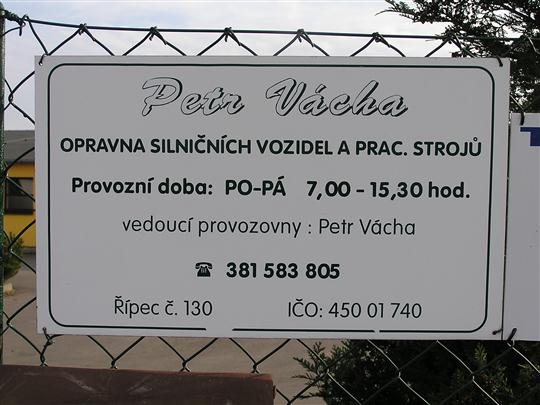 Petr Vácha
OPRAVNA SILNIČNÍCH VOZIDEL A PRAC. STROJŮ
Provozní doba: PO-PÁ 7,00 - 15,30 hod.
vedoucí provozovny : Petr Vácha
☎ 381 583 805
Řípec č. 130 IČO: 450 01 740